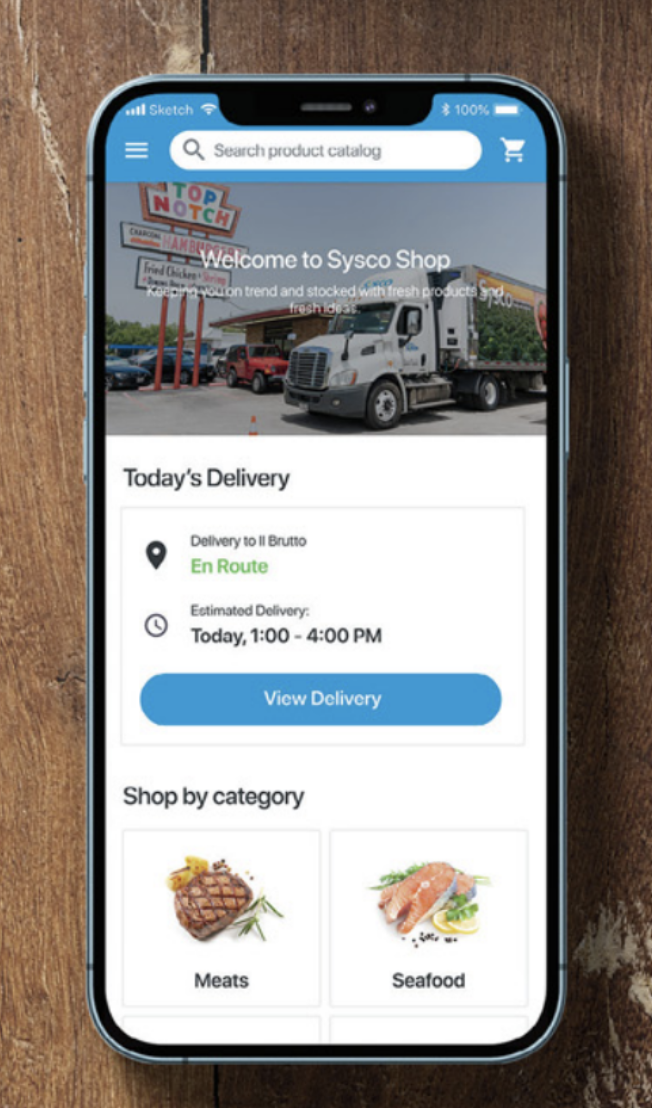 Sketch
100%
Search product catalog
TOP
NOTCH
CHARCOAL
HAMBURGERS
Fried Chicken • Shrimp
Welcome to Sysco Shop
Keeping you on trend and stocked with fresh products and
fresh ideas.
Sysco
Today's Delivery
Delivery to Il Brutto
En Route
Estimated Delivery:
Today, 1:00 - 4:00 PM
View Delivery
Shop by category
Meats
Seafood